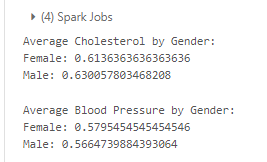 (4) Spark Jobs
Average Cholesterol by Gender:
Female: 0.6136363636363636
Male: 0.630057803468208
Average Blood Pressure by Gender:
Female: 0.5795454545454546
Male: 0.5664739884393064